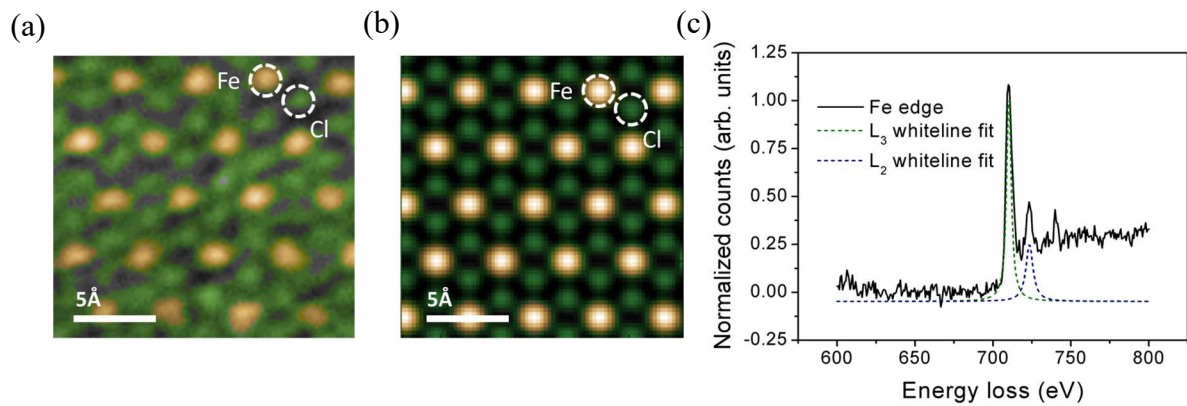 (a)
Fe
Cl
5Å
(b)
Fe
Cl
5Å
(c)
Normalized counts (arb. units)
1.25
1.00
0.75
0.50
0.25
0.00
-0.25
Fe edge
L₃ whiteline fit
L₂ whiteline fit
600 650 700 750 800
Energy loss (eV)